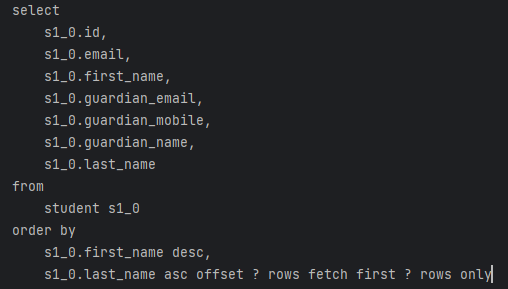 select
    s1_0.id,
    s1_0.email,
    s1_0.first_name,
    s1_0.guardian_email,
    s1_0.guardian_mobile,
    s1_0.guardian_name,
    s1_0.last_name
from
    student s1_0
order by
    s1_0.first_name desc,
    s1_0.last_name asc offset ? rows fetch first ? rows only